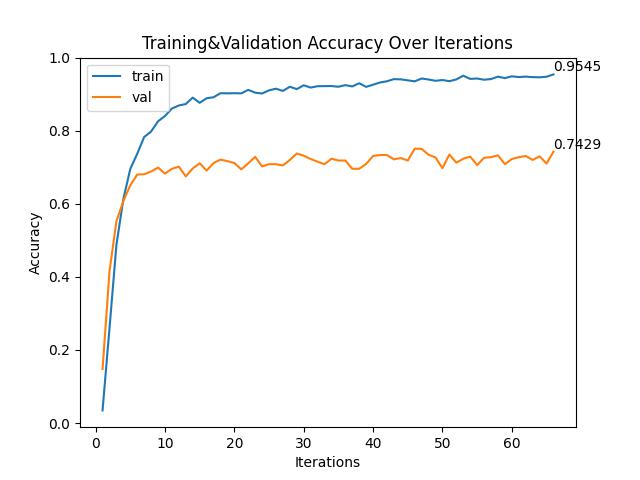 Training&Validation Accuracy Over Iterations
train
val
0.9545
0.7429
1.0
0.8
0.6
0.4
0.2
0.0
Accuracy
0 10 20 30 40 50 60
Iterations